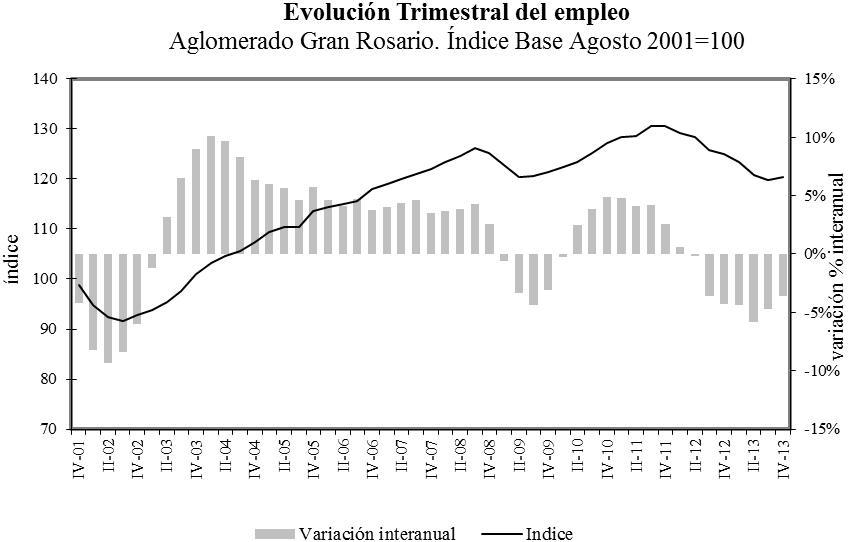 Evolución Trimestral del empleo
Aglomerado Gran Rosario. Índice Base Agosto 2001=100
140
130
120
110
100
90
80
70
índice
15%
10%
5%
0%
-5%
-10%
-15%
variación % interanual
IV-01
II-02
IV-02
II-03
IV-03
II-04
IV-04
II-05
IV-05
II-06
IV-06
II-07
IV-07
II-08
IV-08
II-09
IV-09
II-10
IV-10
II-11
IV-11
II-12
IV-12
II-13
IV-13
Variación interanual
Indice